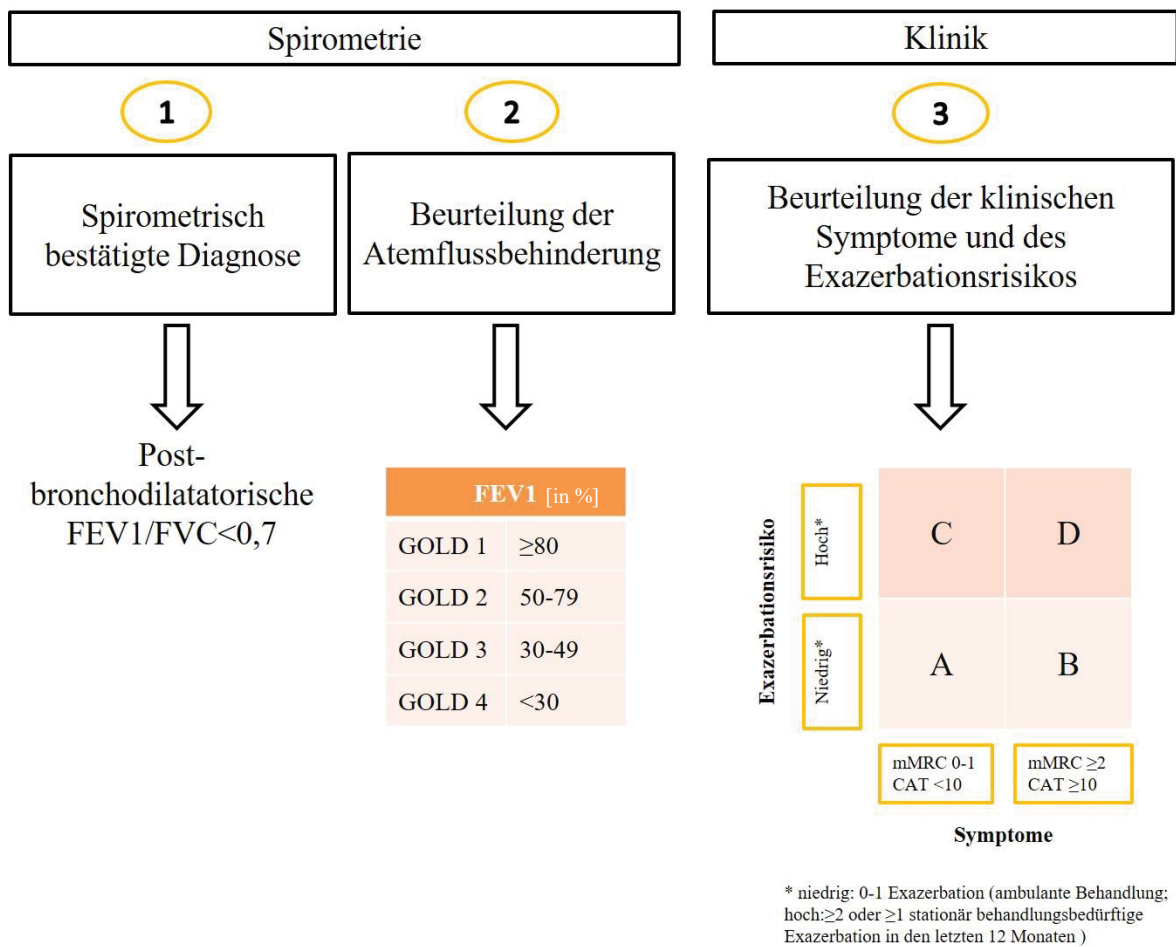 Spirometrie
Klinik
1
2
3
Spirometrisch
bestätigte Diagnose
Beurteilung der
Atemflussbehinderung
Beurteilung der klinischen
Symptome und des
Exazerbationsrisikos
Post-
bronchodilatatorische
FEV1/FVC<0,7
FEV1 [in %]
GOLD 1 ≥80
GOLD 2 50-79
GOLD 3 30-49
GOLD 4 <30
Exazerbationsrisiko
Hoch*
Niedrig*
C D
A B
mMRC 0-1
CAT <10
mMRC ≥2
CAT ≥10
Symptome
* niedrig: 0-1 Exazerbation (ambulante Behandlung;
hoch:≥2 oder ≥1 stationär behandlungsbedürftige
Exazerbation in den letzten 12 Monaten )